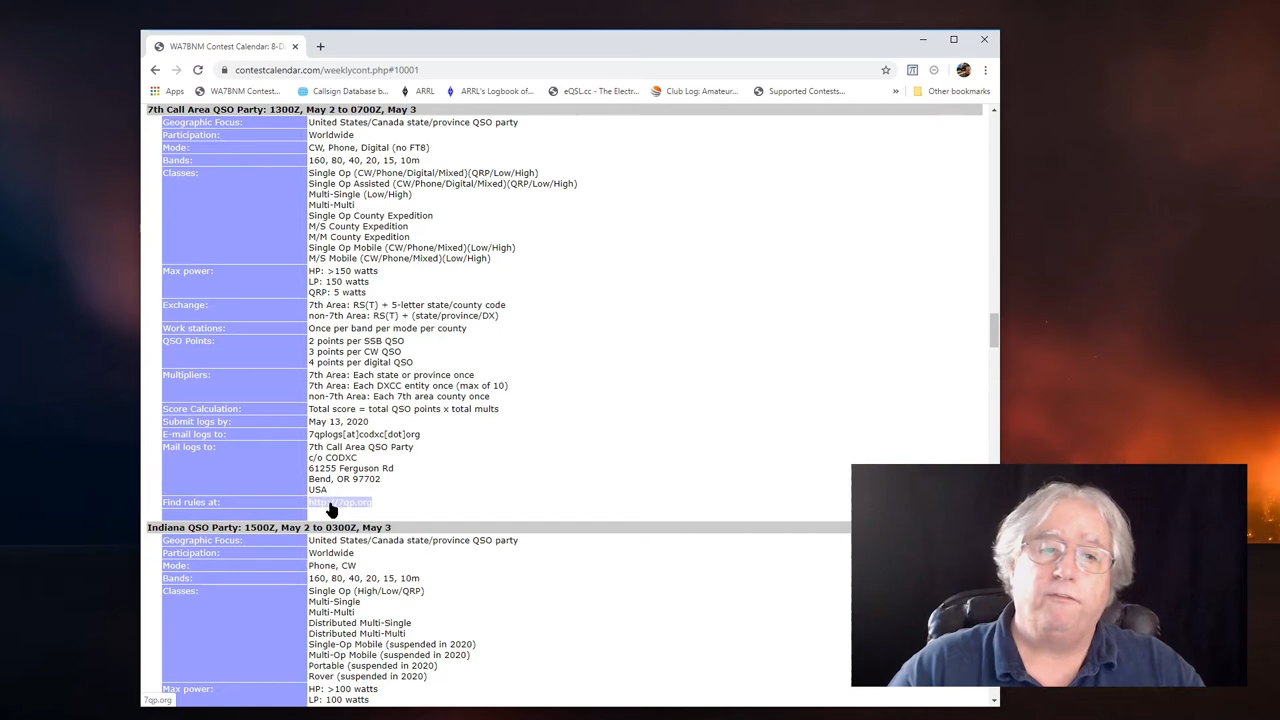 WA7BNM Contest Calendar: 8-D
contestcalendar.com/weeklycont.php#10001
Apps WA7BNM Contest... Callsign Database b... ARRL ARRL's Logbook of... eQSL.cc - The Electr... Club Log: Amateur... Supported Contests... » Other bookmarks
7th Call Area QSO Party: 1300Z, May 2 to 0700Z, May 3
Geographic Focus: United States/Canada state/province QSO party
Participation: Worldwide
Mode: CW, Phone, Digital (no FT8)
Bands: 160, 80, 40, 20, 15, 10m
Classes: Single Op (CW/Phone/Digital/Mixed)(QRP/Low/High)
Single Op Assisted (CW/Phone/Digital/Mixed)(QRP/Low/High)
Multi-Single (Low/High)
Multi-Multi
Single Op County Expedition
M/S County Expedition
M/M County Expedition
Single Op Mobile (CW/Phone/Mixed)(Low/High)
M/S Mobile (CW/Phone/Mixed)(Low/High)
Max power: HP: >150 watts
LP: 150 watts
QRP: 5 watts
Exchange: 7th Area: RS(T) + 5-letter state/county code
non-7th Area: RS(T) + (state/province/DX)
Work stations: Once per band per mode per county
QSO Points: 2 points per SSB QSO
3 points per CW QSO
4 points per digital QSO
Multipliers: 7th Area: Each state or province once
7th Area: Each DXCC entity once (max of 10)
non-7th Area: Each 7th area county once
Score Calculation: Total score = total QSO points x total mults
Submit logs by: May 13, 2020
E-mail logs to: 7qplogs[at]codxc[dot]org
Mail logs to: 7th Call Area QSO Party
c/o CODXC
61255 Ferguson Rd
Bend, OR 97702
USA
Find rules at: http://7qp.org
Indiana QSO Party: 1500Z, May 2 to 0300Z, May 3
Geographic Focus: United States/Canada state/province QSO party
Participation: Worldwide
Mode: Phone, CW
Bands: 160, 80, 40, 20, 15, 10m
Classes: Single Op (High/Low/QRP)
Multi-Single
Multi-Multi
Distributed Multi-Single
Distributed Multi-Multi
Single-Op Mobile (suspended in 2020)
Multi-Op Mobile (suspended in 2020)
Portable (suspended in 2020)
Rover (suspended in 2020)
Max power: HP: >100 watts
LP: 100 watts
7qp.org